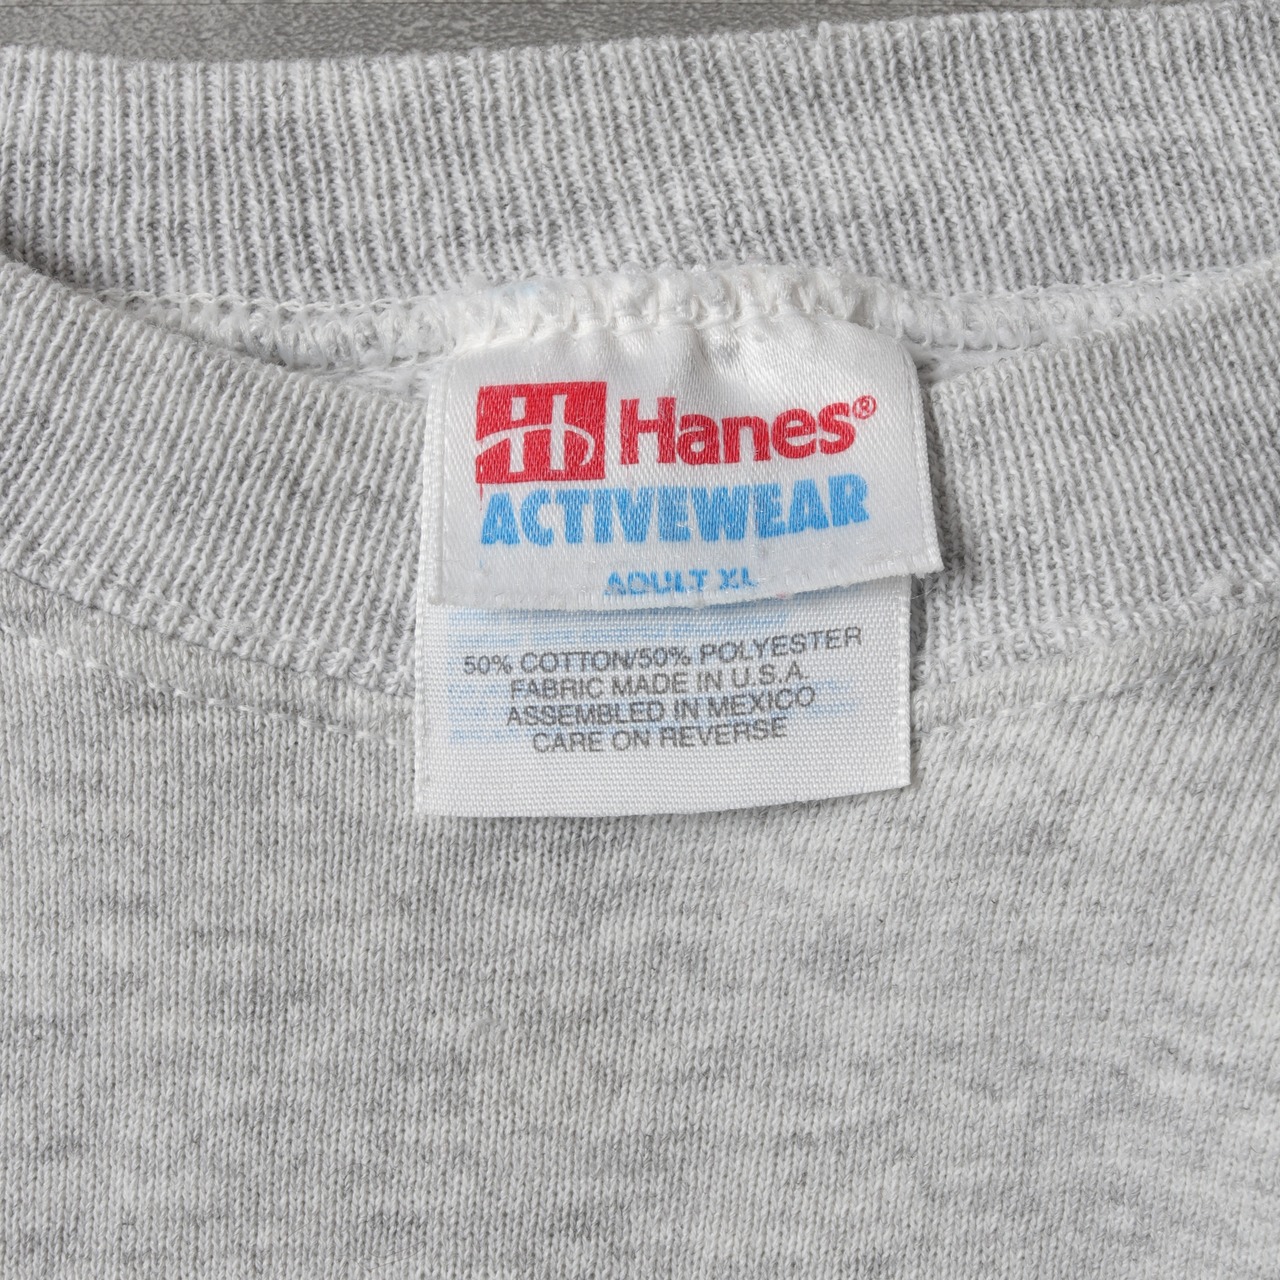 H Hanes®
ACTIVEWEAR
ADULT XL
50% COTTON/50% POLYESTER
FABRIC MADE IN U.S.A.
ASSEMBLED IN MEXICO
CARE ON REVERSE